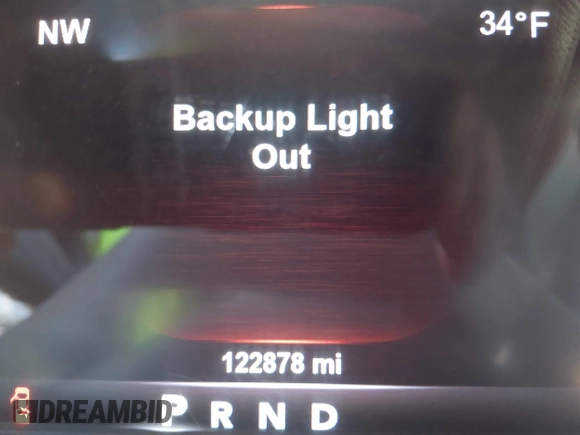 NW 34°F
Backup Light
Out
122878 mi
DREAMBID P R N D